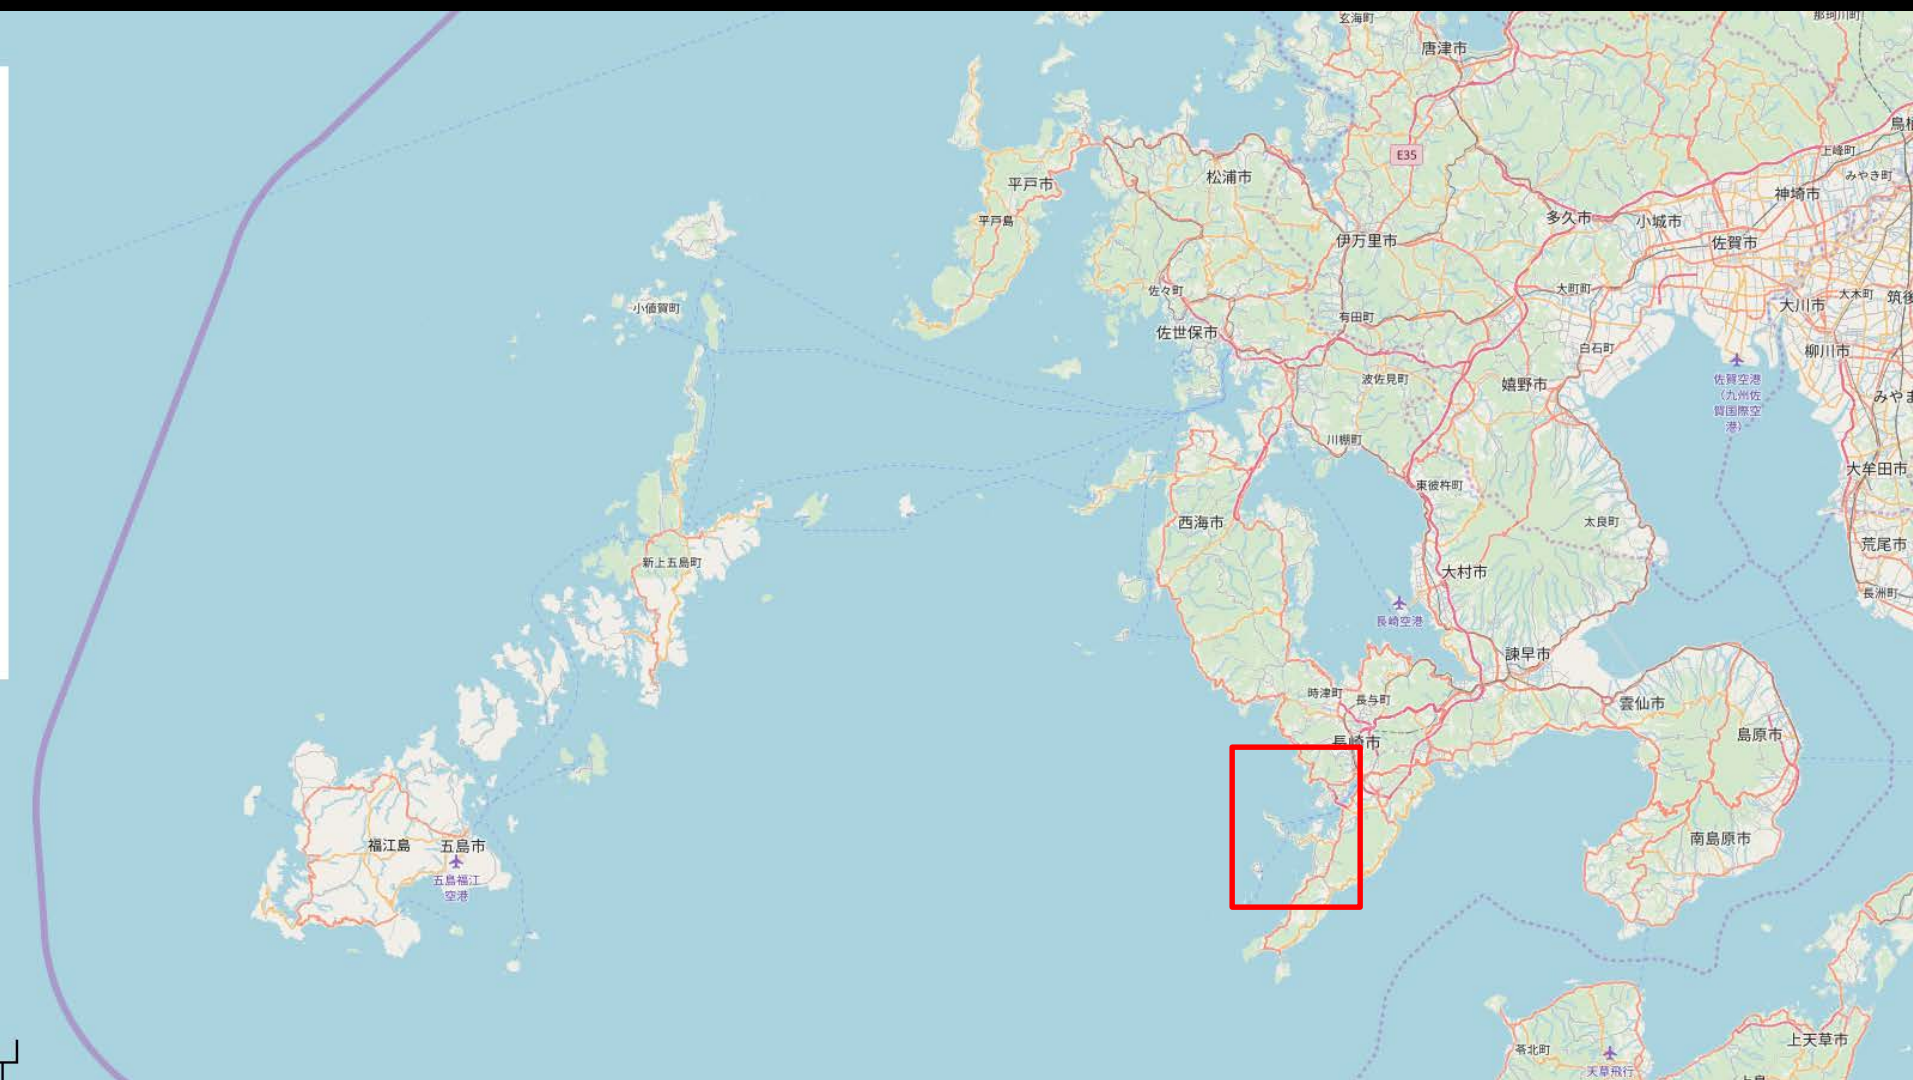 玄海町
唐津市
那珂川町
E35
上峰町
みやき町
平戸市
松浦市
神埼市
平戸島
多久市
小城市
伊万里市
佐賀市
佐々町
大町町
大木町
大川市
小値賀町
有田町
佐世保市
白石町
柳川市
波佐見町
嬉野市
佐賀空港
(九州佐
賀国際空
港)
川棚町
大牟田市
東彼杵町
西海市
太良町
荒尾市
新上五島町
大村市
長洲町
長崎空港
諫早市
時津町
長与町
雲仙市
島原市
長崎市
福江島
五島市
南島原市
五島福江
空港
苓北町
上天草市
天草飛行